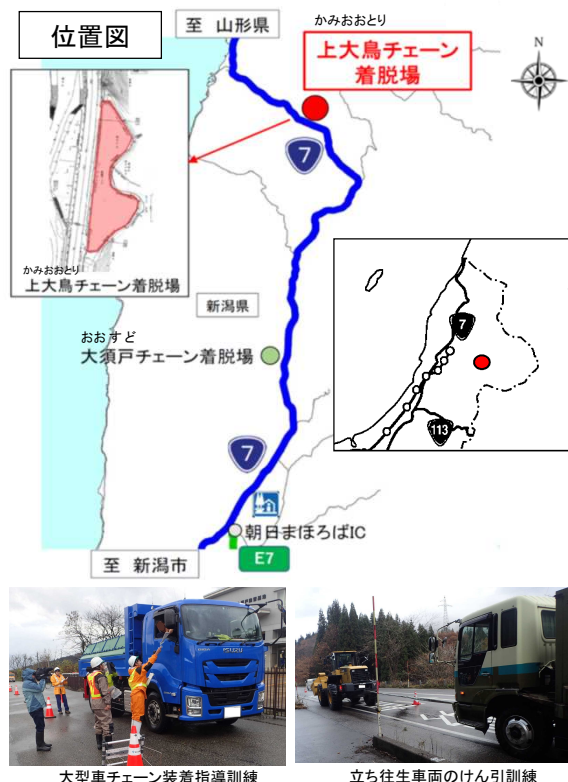 位置図
至 山形県
かみおおとり
上大鳥チェーン
着脱場
N
7
かみおおとり
上大鳥チェーン着脱場
新潟県
おおすど
大須戸チェーン着脱場
7
113
7
朝日まほろばIC
E7
至 新潟市
ISUZU
大型車チェーン装着指導訓練
立ち往生車両のけん引訓練